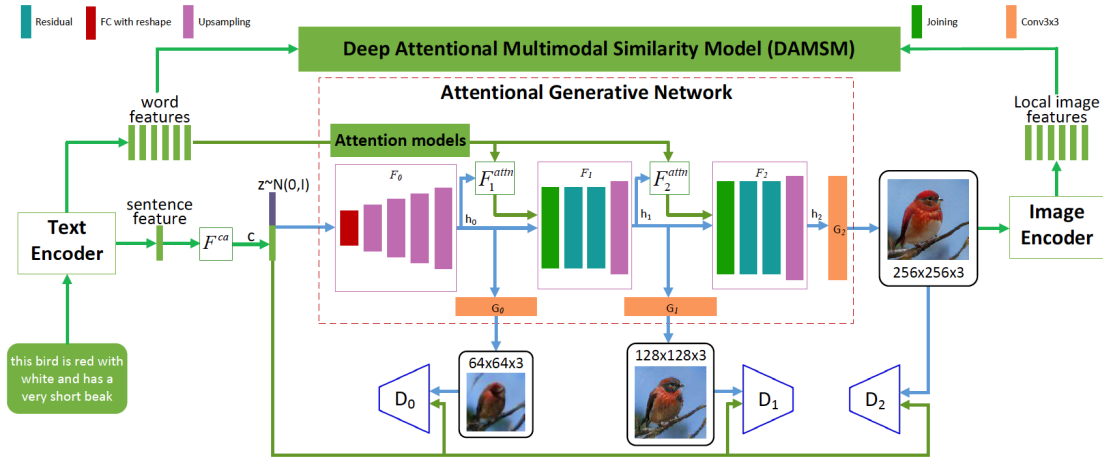 Residual
FC with reshape
Upsampling
Joining
Conv3x3
Deep Attentional Multimodal Similarity Model (DAMSM)
Attentional Generative Network
word
features
Local image
features
Attention models
z~N(0,I)
F₀
F₁ᵃᵗᵗⁿ
F₁
F₂ᵃᵗᵗⁿ
F₂
sentence
feature
Text
Encoder
Fᶜᵃ
c
h₀
h₁
h₂
G₂
256x256x3
Image
Encoder
G₀
G₁
this bird is red with
white and has a
very short beak
64x64x3
128x128x3
D₀
D₁
D₂